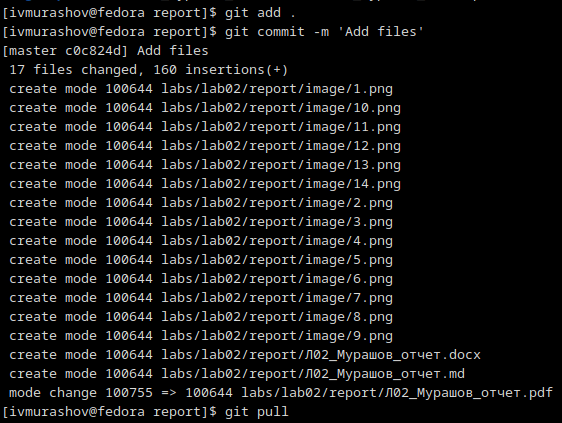 [ivmurashov@fedora report]$ git add .
[ivmurashov@fedora report]$ git commit -m 'Add files'
[master c0c824d] Add files
 17 files changed, 160 insertions(+)
 create mode 100644 labs/lab02/report/image/1.png
 create mode 100644 labs/lab02/report/image/10.png
 create mode 100644 labs/lab02/report/image/11.png
 create mode 100644 labs/lab02/report/image/12.png
 create mode 100644 labs/lab02/report/image/13.png
 create mode 100644 labs/lab02/report/image/14.png
 create mode 100644 labs/lab02/report/image/2.png
 create mode 100644 labs/lab02/report/image/3.png
 create mode 100644 labs/lab02/report/image/4.png
 create mode 100644 labs/lab02/report/image/5.png
 create mode 100644 labs/lab02/report/image/6.png
 create mode 100644 labs/lab02/report/image/7.png
 create mode 100644 labs/lab02/report/image/8.png
 create mode 100644 labs/lab02/report/image/9.png
 create mode 100644 labs/lab02/report/Л02_Мурашов_отчет.docx
 create mode 100644 labs/lab02/report/Л02_Мурашов_отчет.md
 mode change 100755 => 100644 labs/lab02/report/Л02_Мурашов_отчет.pdf
[ivmurashov@fedora report]$ git pull